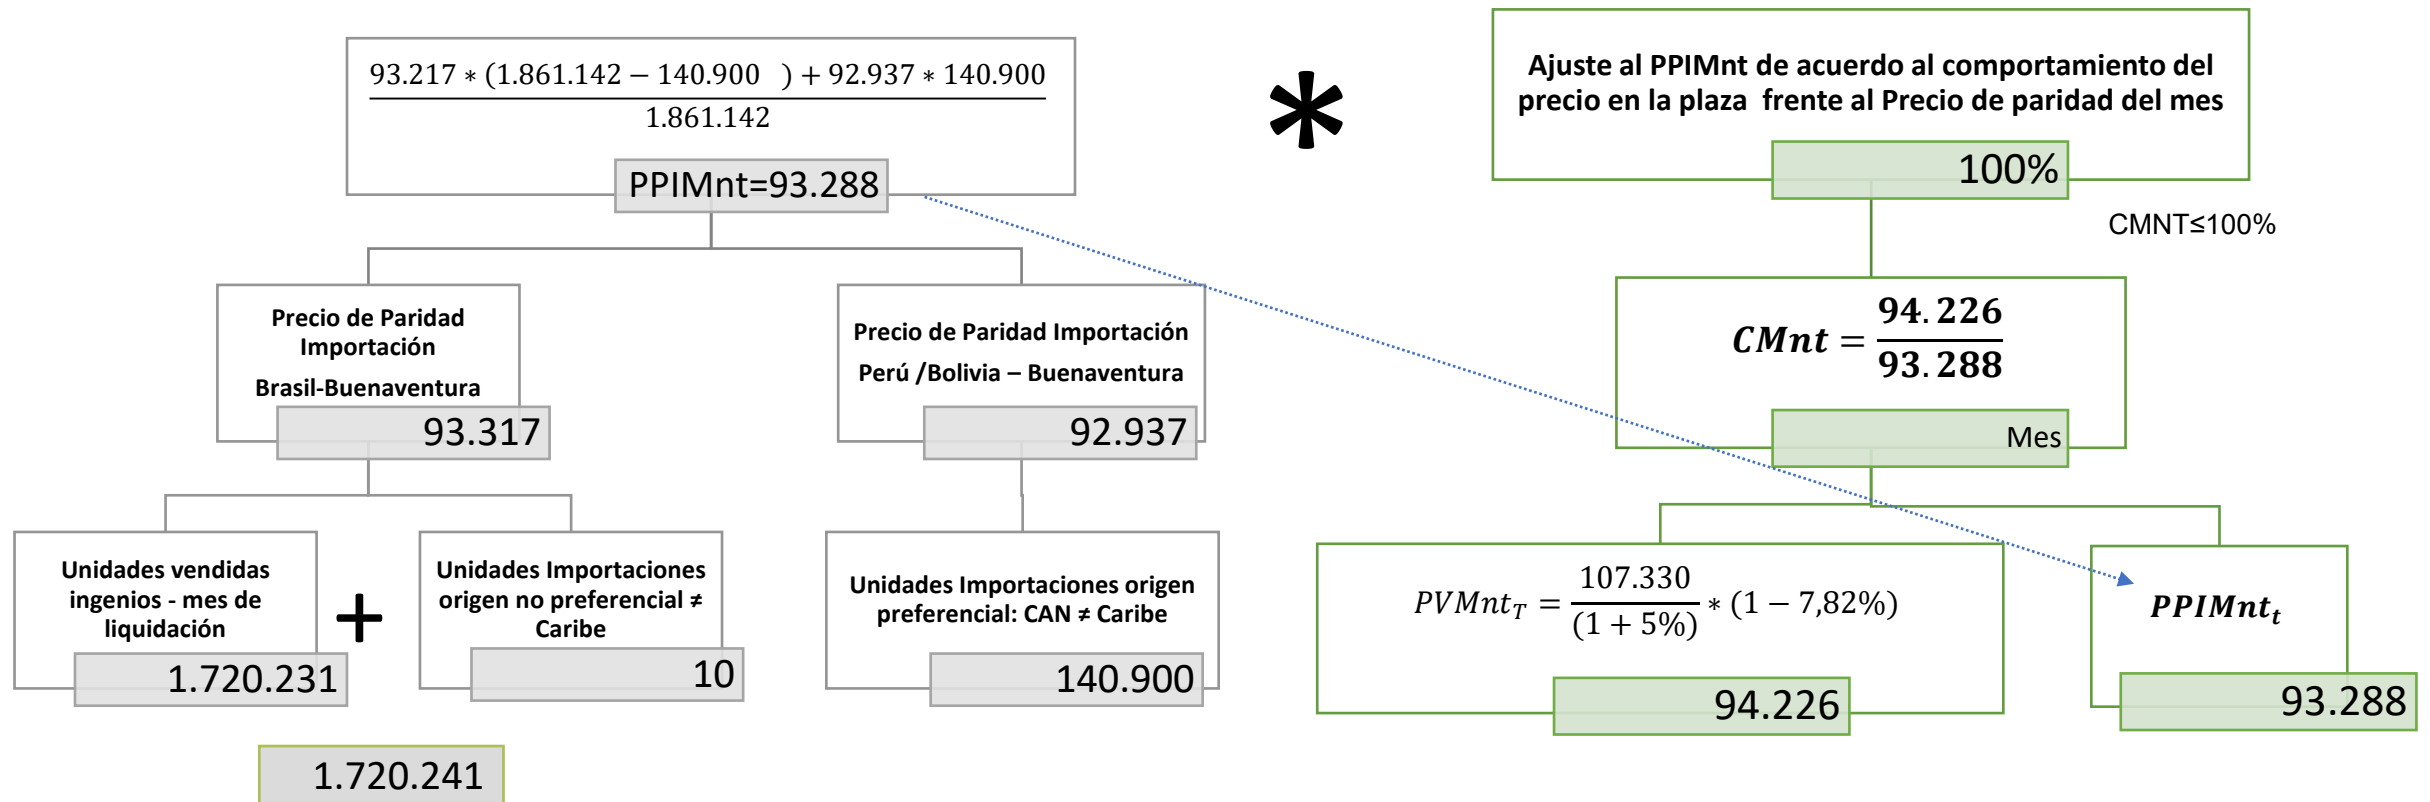 93.217 ∗ (1.861.142 − 140.900 ) + 92.937 ∗ 140.900
1.861.142
PPIMnt=93.288
*
Ajuste al PPIMnt de acuerdo al comportamiento del
precio en la plaza frente al Precio de paridad del mes
100%
CMNT≤100%
Precio de Paridad
Importación
Brasil-Buenaventura
93.317
Precio de Paridad Importación
Perú /Bolivia – Buenaventura
92.937
CMnt = 94.226
93.288
Mes
Unidades vendidas
ingenios - mes de
liquidación
1.720.231
+
Unidades Importaciones
origen no preferencial ≠
Caribe
10
Unidades Importaciones origen
preferencial: CAN ≠ Caribe
140.900
PVMnt_T = 107.330
(1 + 5%) ∗ (1 − 7,82%)
94.226
PPIMnt_t
93.288
1.720.241